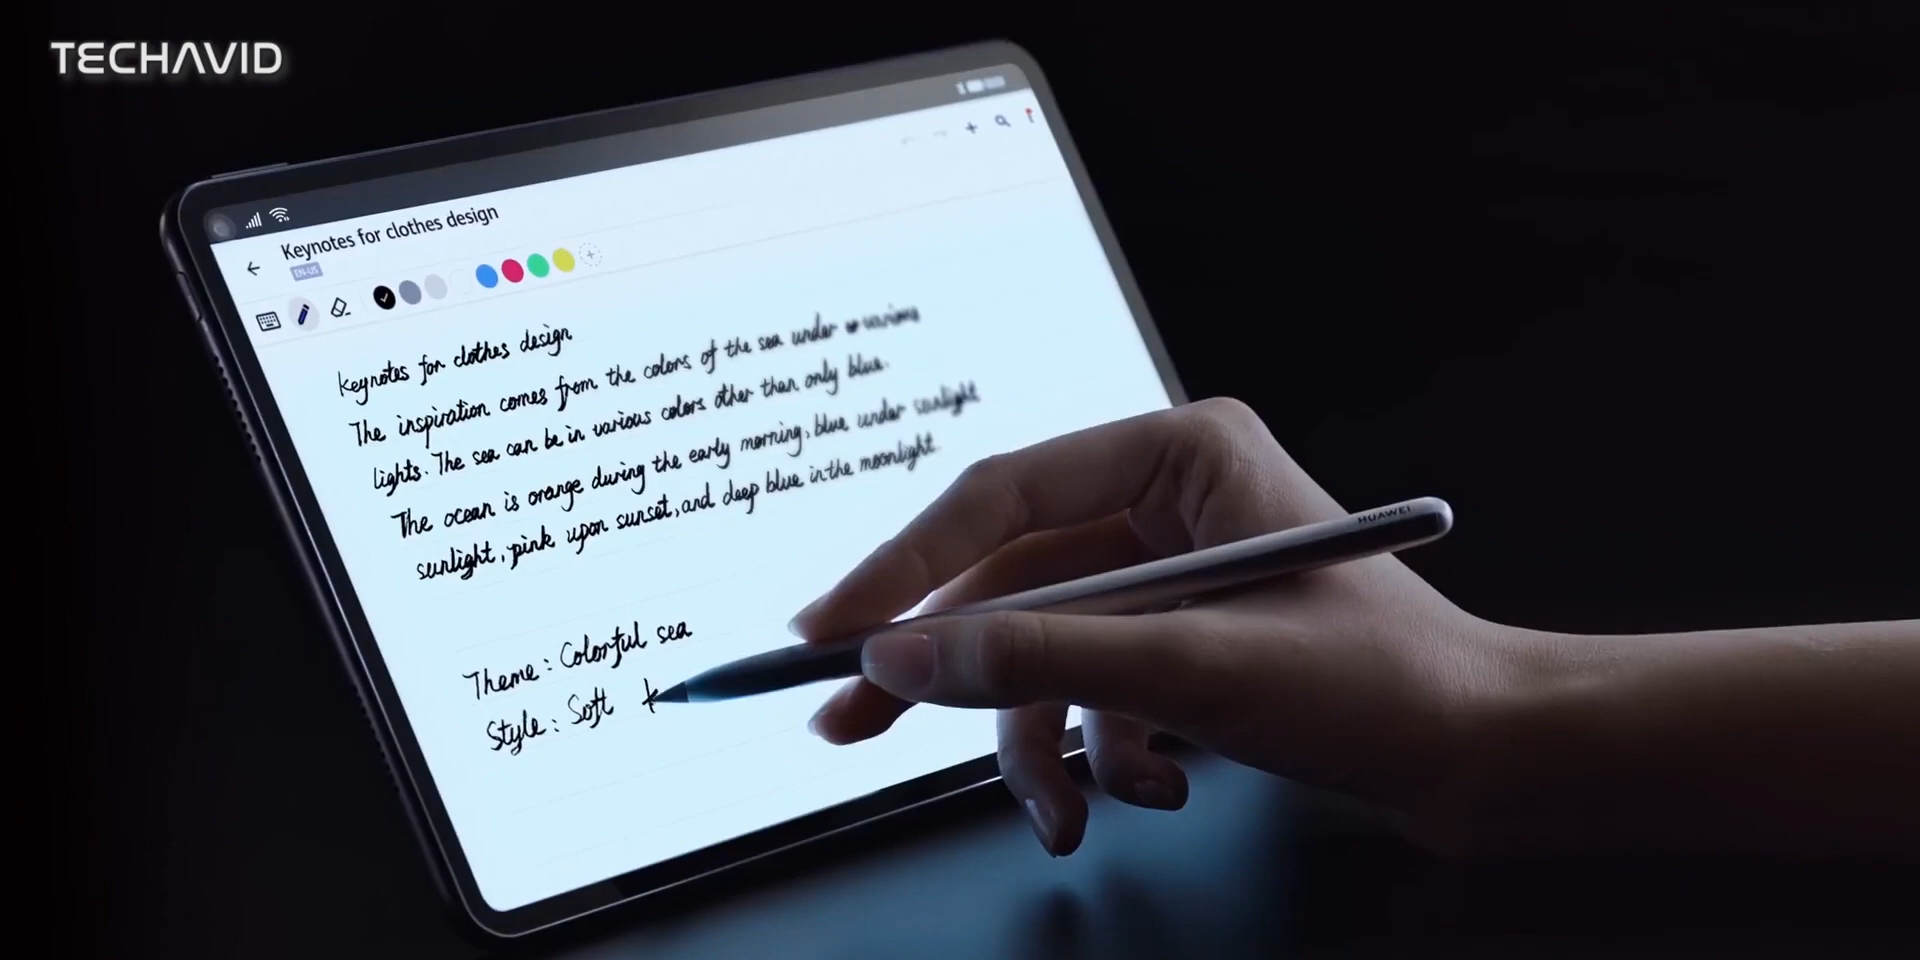 TECHAVID
Keynotes for clothes design
EN-US
Keynotes for clothes design
The inspiration comes from the colors of the sea under various
lights. The sea can be in various colors other than only blue.
The ocean is orange during the early morning, blue under sunlight
sunlight, pink upon sunset, and deep blue in the moonlight.
Theme: Colorful sea
Style: Soft
HUAWEI